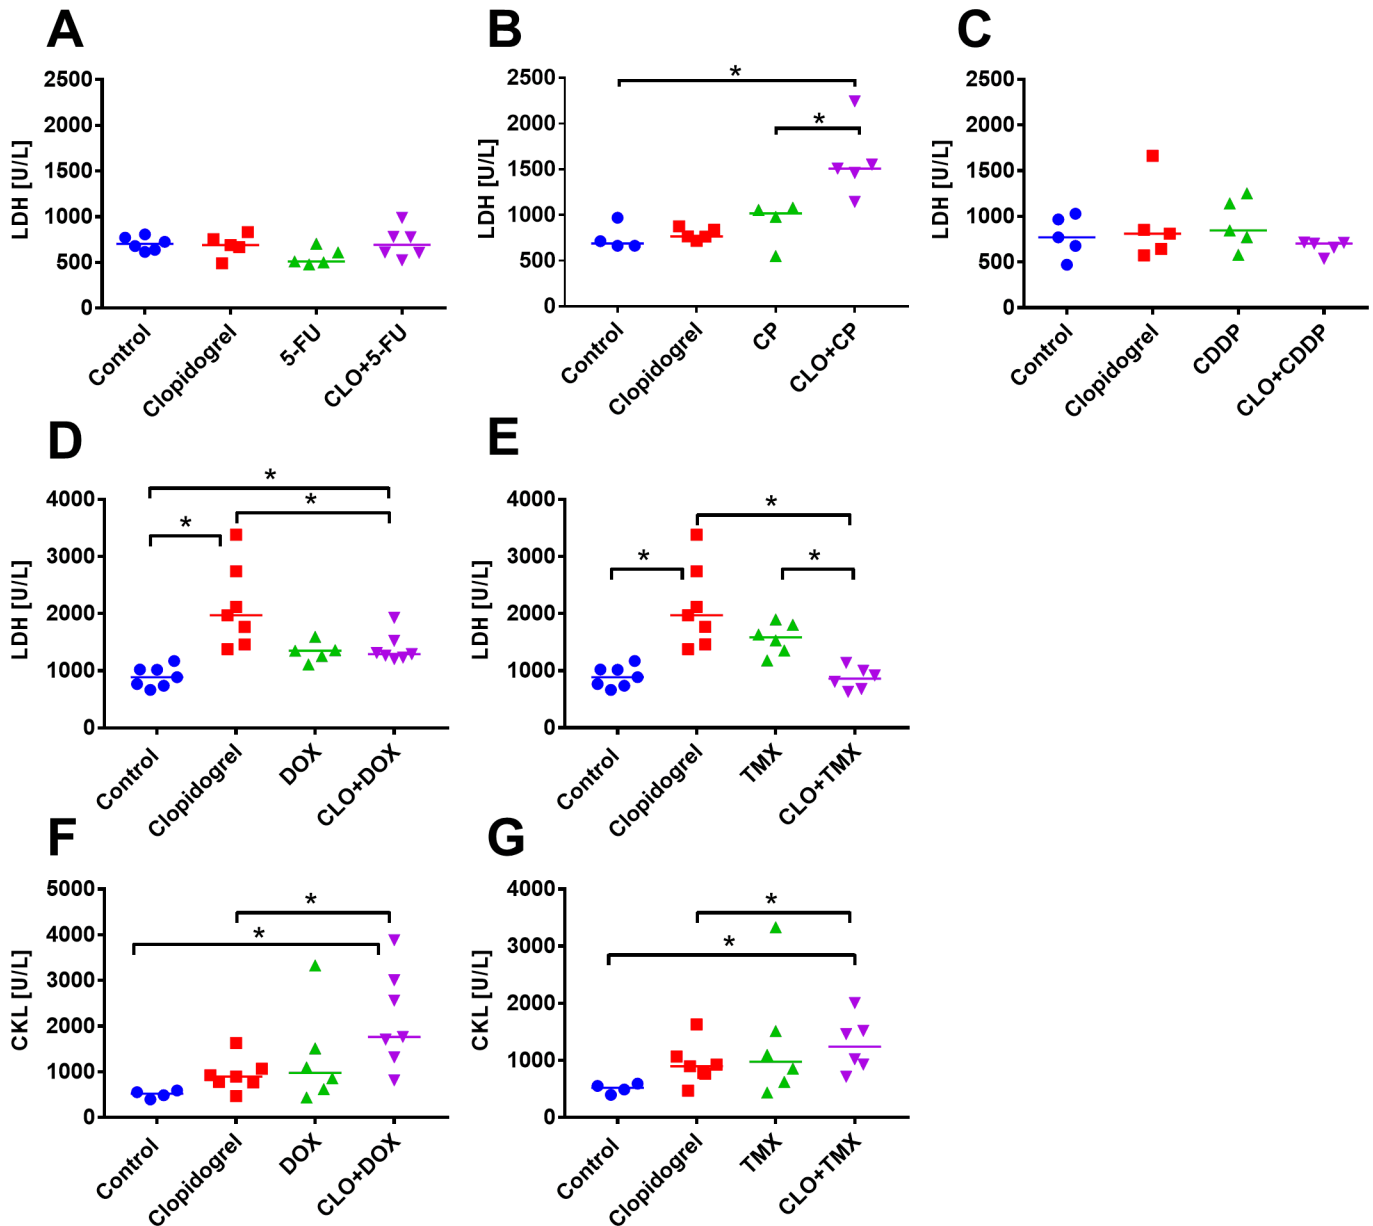 A
LDH [U/L]
2500
2000
1500
1000
500
0
Control
Clopidogrel
5-FU
CLO+5-FU
B
LDH [U/L]
2500
2000
1500
1000
500
0
*
*
Control
Clopidogrel
CP
CLO+CP
C
LDH [U/L]
2500
2000
1500
1000
500
0
Control
Clopidogrel
CDDP
CLO+CDDP
D
LDH [U/L]
4000
3000
2000
1000
0
*
*
*
Control
Clopidogrel
DOX
CLO+DOX
E
LDH [U/L]
4000
3000
2000
1000
0
*
*
*
Control
Clopidogrel
TMX
CLO+TMX
F
CKL [U/L]
5000
4000
3000
2000
1000
0
*
*
Control
Clopidogrel
DOX
CLO+DOX
G
CKL [U/L]
4000
3000
2000
1000
0
*
*
Control
Clopidogrel
TMX
CLO+TMX